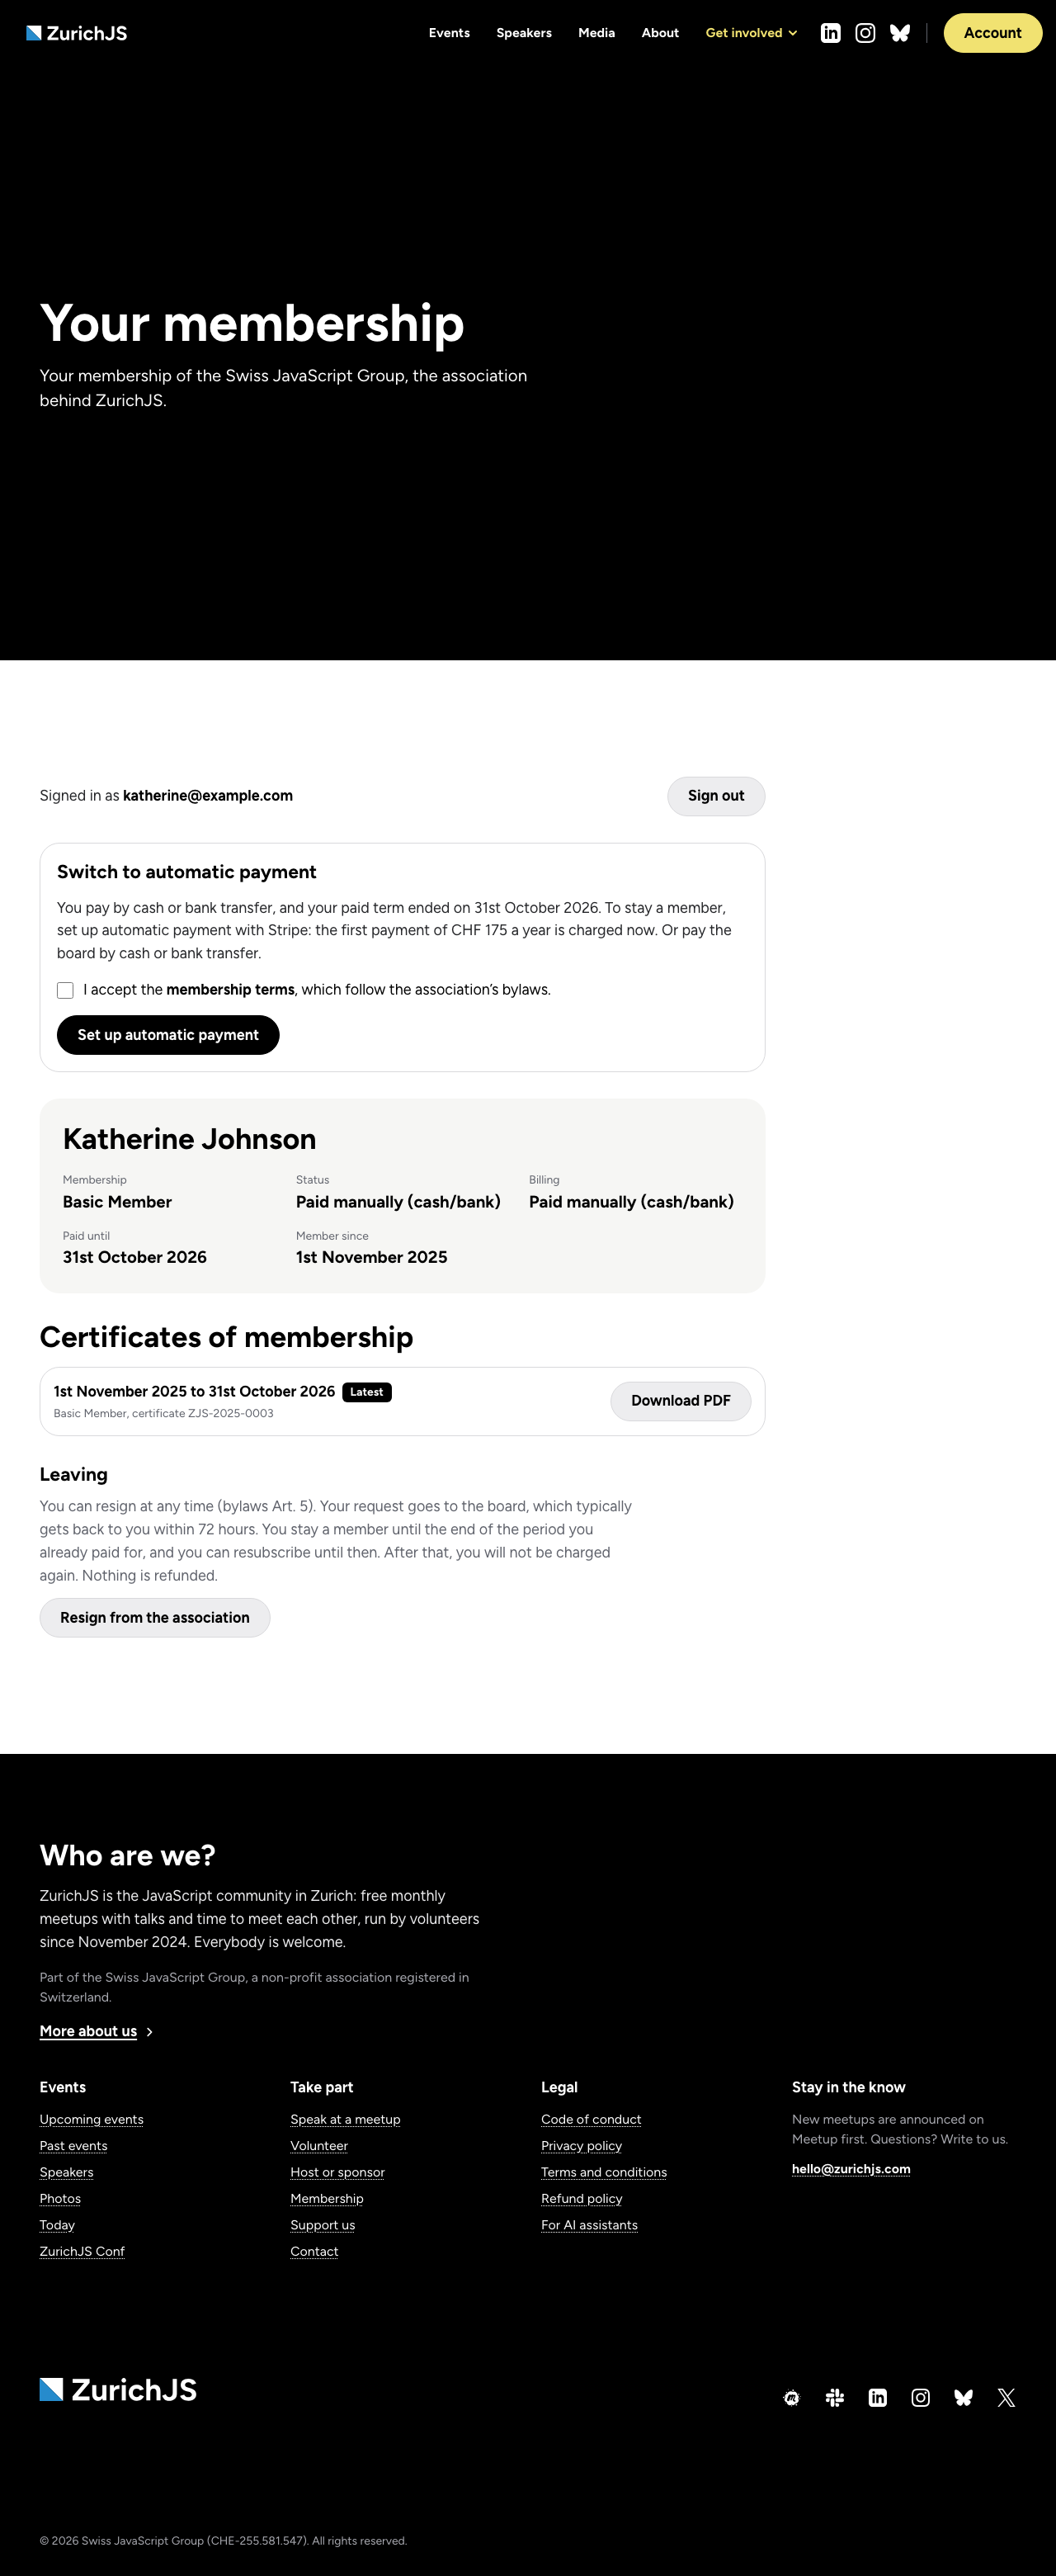 ZurichJS
Events
Speakers
Media
About
Get involved
Account
Your membership
Your membership of the Swiss JavaScript Group, the association
behind ZurichJS.
Signed in as katherine@example.com
Sign out
Switch to automatic payment
You pay by cash or bank transfer, and your paid term ended on 31st October 2026. To stay a member,
set up automatic payment with Stripe: the first payment of CHF 175 a year is charged now. Or pay the
board by cash or bank transfer.
I accept the membership terms, which follow the association’s bylaws.
Set up automatic payment
Katherine Johnson
Membership
Basic Member
Status
Paid manually (cash/bank)
Billing
Paid manually (cash/bank)
Paid until
31st October 2026
Member since
1st November 2025
Certificates of membership
1st November 2025 to 31st October 2026
Latest
Basic Member, certificate ZJS-2025-0003
Download PDF
Leaving
You can resign at any time (bylaws Art. 5). Your request goes to the board, which typically
gets back to you within 72 hours. You stay a member until the end of the period you
already paid for, and you can resubscribe until then. After that, you will not be charged
again. Nothing is refunded.
Resign from the association
Who are we?
ZurichJS is the JavaScript community in Zurich: free monthly
meetups with talks and time to meet each other, run by volunteers
since November 2024. Everybody is welcome.
Part of the Swiss JavaScript Group, a non-profit association registered in
Switzerland.
More about us
Events
Upcoming events
Past events
Speakers
Photos
Today
ZurichJS Conf
Take part
Speak at a meetup
Volunteer
Host or sponsor
Membership
Support us
Contact
Legal
Code of conduct
Privacy policy
Terms and conditions
Refund policy
For AI assistants
Stay in the know
New meetups are announced on
Meetup first. Questions? Write to us.
hello@zurichjs.com
ZurichJS
© 2026 Swiss JavaScript Group (CHE-255.581.547). All rights reserved.